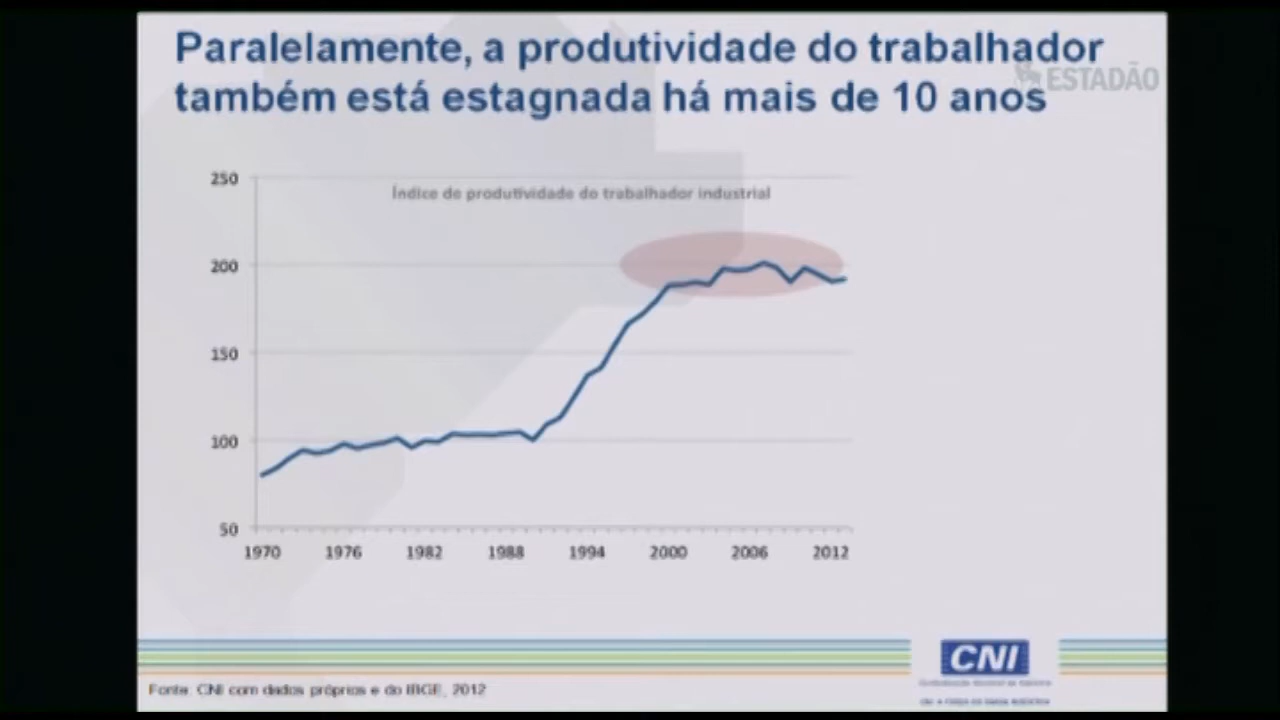 Paralelamente, a produtividade do trabalhador
também está estagnada há mais de 10 anos
ESTADÃO
Índice de produtividade do trabalhador industrial
250
200
150
100
50
1970 1976 1982 1988 1994 2000 2006 2012
CNI
Fonte: CNI com dados próprios e do IBGE, 2012